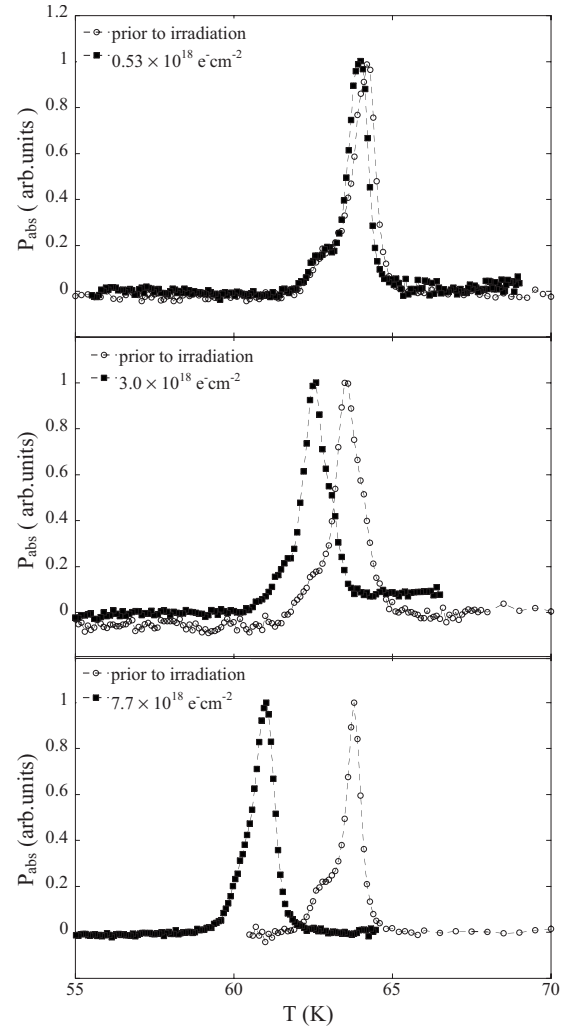 1.2
prior to irradiation
0.53 × 10¹⁸ e⁻cm⁻²
1
0.8
0.6
0.4
0.2
0
P_abs ( arb.units)
prior to irradiation
3.0 × 10¹⁸ e⁻cm⁻²
1
0.8
0.6
0.4
0.2
0
P_abs ( arb.units)
prior to irradiation
7.7 × 10¹⁸ e⁻cm⁻²
1
0.8
0.6
0.4
0.2
0
P_abs (arb.units)
55 60 65 70
T (K)